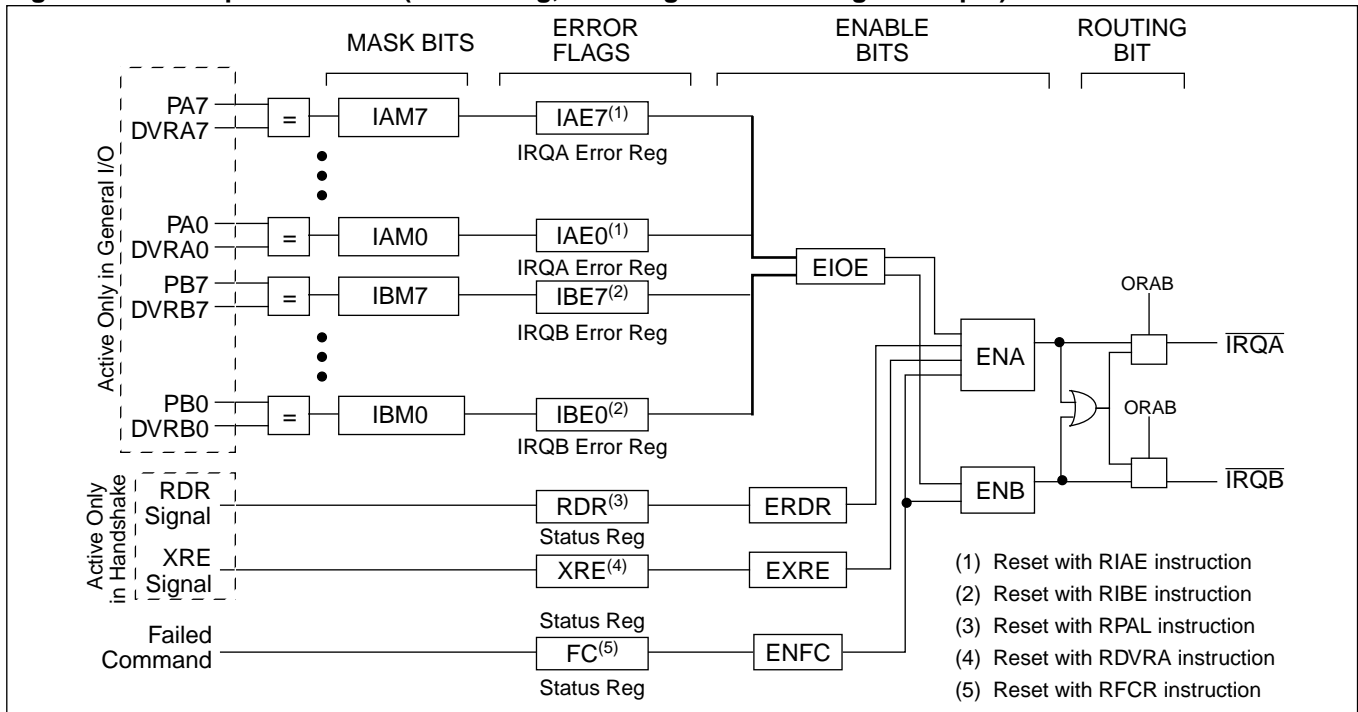 MASK BITS
ERROR
FLAGS
ENABLE
BITS
ROUTING
BIT
Active Only in General I/O
PA7
DVRA7
=
IAM7
IAE7(1)
IRQA Error Reg
PA0
DVRA0
=
IAM0
IAE0(1)
IRQA Error Reg
PB7
DVRB7
=
IBM7
IBE7(2)
IRQB Error Reg
PB0
DVRB0
=
IBM0
IBE0(2)
IRQB Error Reg
EIOE
ENA
ENB
ORAB
IRQA
ORAB
IRQB
Active Only
in Handshake
RDR
Signal
RDR(3)
Status Reg
ERDR
XRE
Signal
XRE(4)
Status Reg
EXRE
Failed
Command
FC(5)
Status Reg
ENFC
(1) Reset with RIAE instruction
(2) Reset with RIBE instruction
(3) Reset with RPAL instruction
(4) Reset with RDVRA instruction
(5) Reset with RFCR instruction